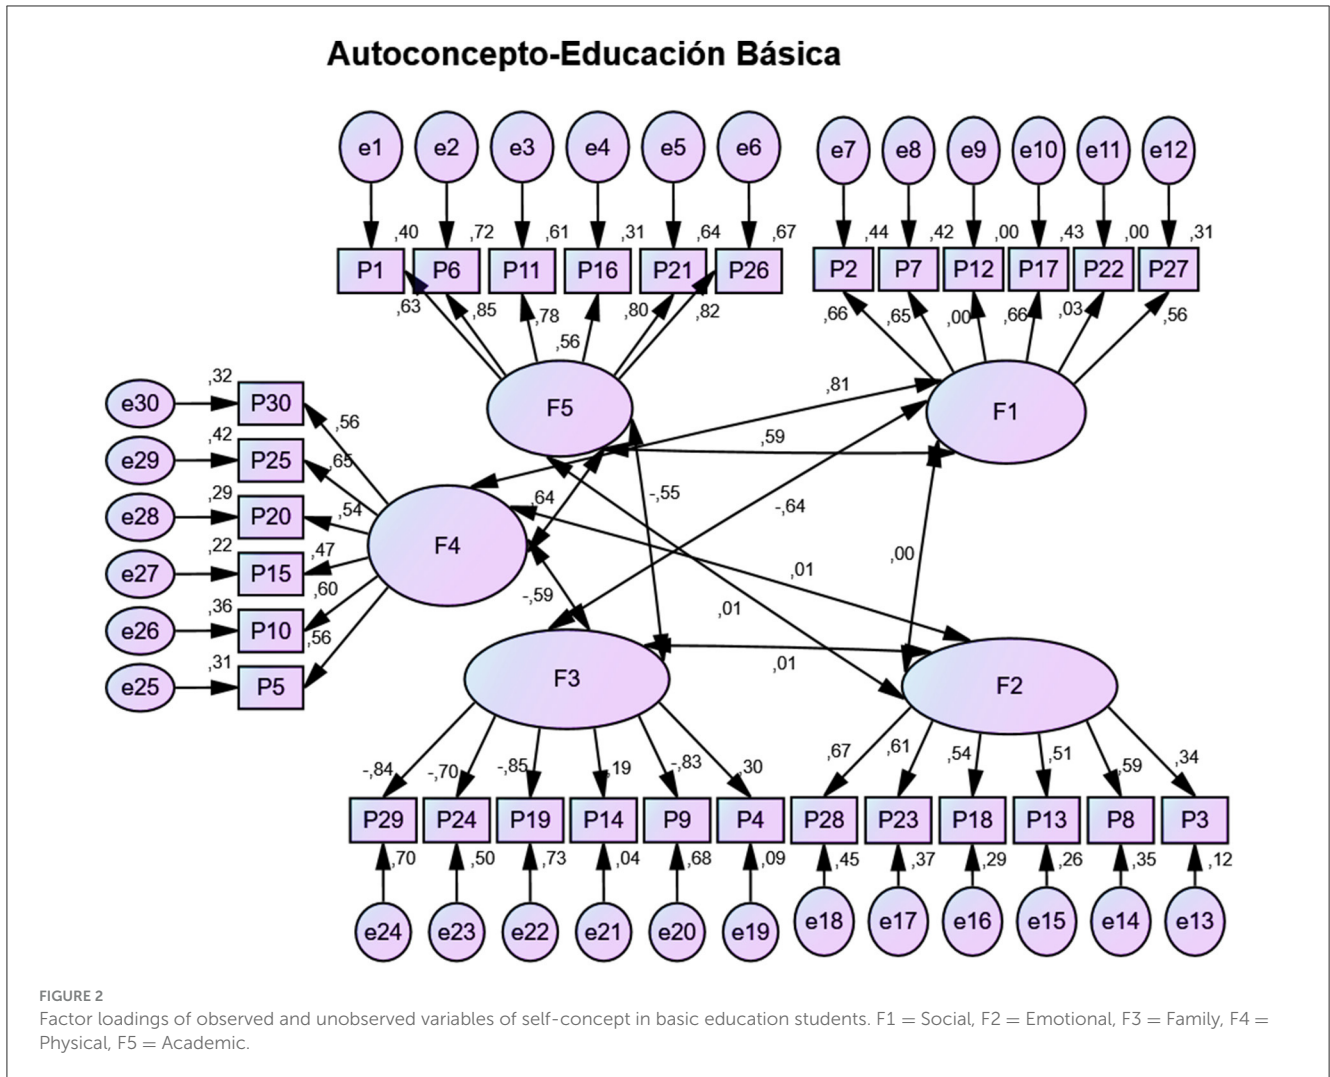 Autoconcepto-Educación Básica
e1 e2 e3 e4 e5 e6 e7 e8 e9 e10 e11 e12
,40 ,72 ,61 ,31 ,64 ,67 ,44 ,42 ,00 ,43 ,00 ,31
P1 P6 P11 P16 P21 P26 P2 P7 P12 P17 P22 P27
,63 ,85 ,78 ,56 ,80 ,82 ,66 ,65 ,00 ,66 ,03 ,56
F5 F1
,81
,59
-,55
-,64
,64
,00
,01
,01
-,59
,01
e30 ,32 P30 ,56
e29 ,42 P25 ,65
e28 ,29 P20 ,54
e27 ,22 P15 ,47
e26 ,36 P10 ,60
e25 ,31 P5 ,56
F4
F3 F2
-,84 -,70 -,85 ,19 -,83 ,30 ,67 ,61 ,54 ,51 ,59 ,34
P29 P24 P19 P14 P9 P4 P28 P23 P18 P13 P8 P3
,70 ,50 ,73 ,04 ,68 ,09 ,45 ,37 ,29 ,26 ,35 ,12
e24 e23 e22 e21 e20 e19 e18 e17 e16 e15 e14 e13
FIGURE 2
Factor loadings of observed and unobserved variables of self-concept in basic education students. F1 = Social, F2 = Emotional, F3 = Family, F4 =
Physical, F5 = Academic.